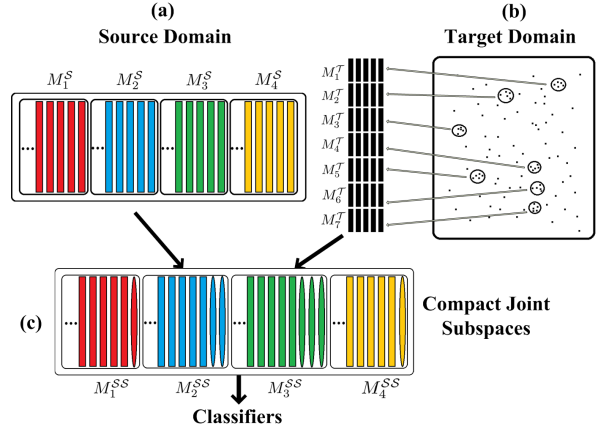 (a)
Source Domain
(b)
Target Domain
M_1^S M_2^S M_3^S M_4^S
M_1^T
M_2^T
M_3^T
M_4^T
M_5^T
M_6^T
M_7^T
(c)
Compact Joint
Subspaces
M_1^{SS} M_2^{SS} M_3^{SS} M_4^{SS}
Classifiers